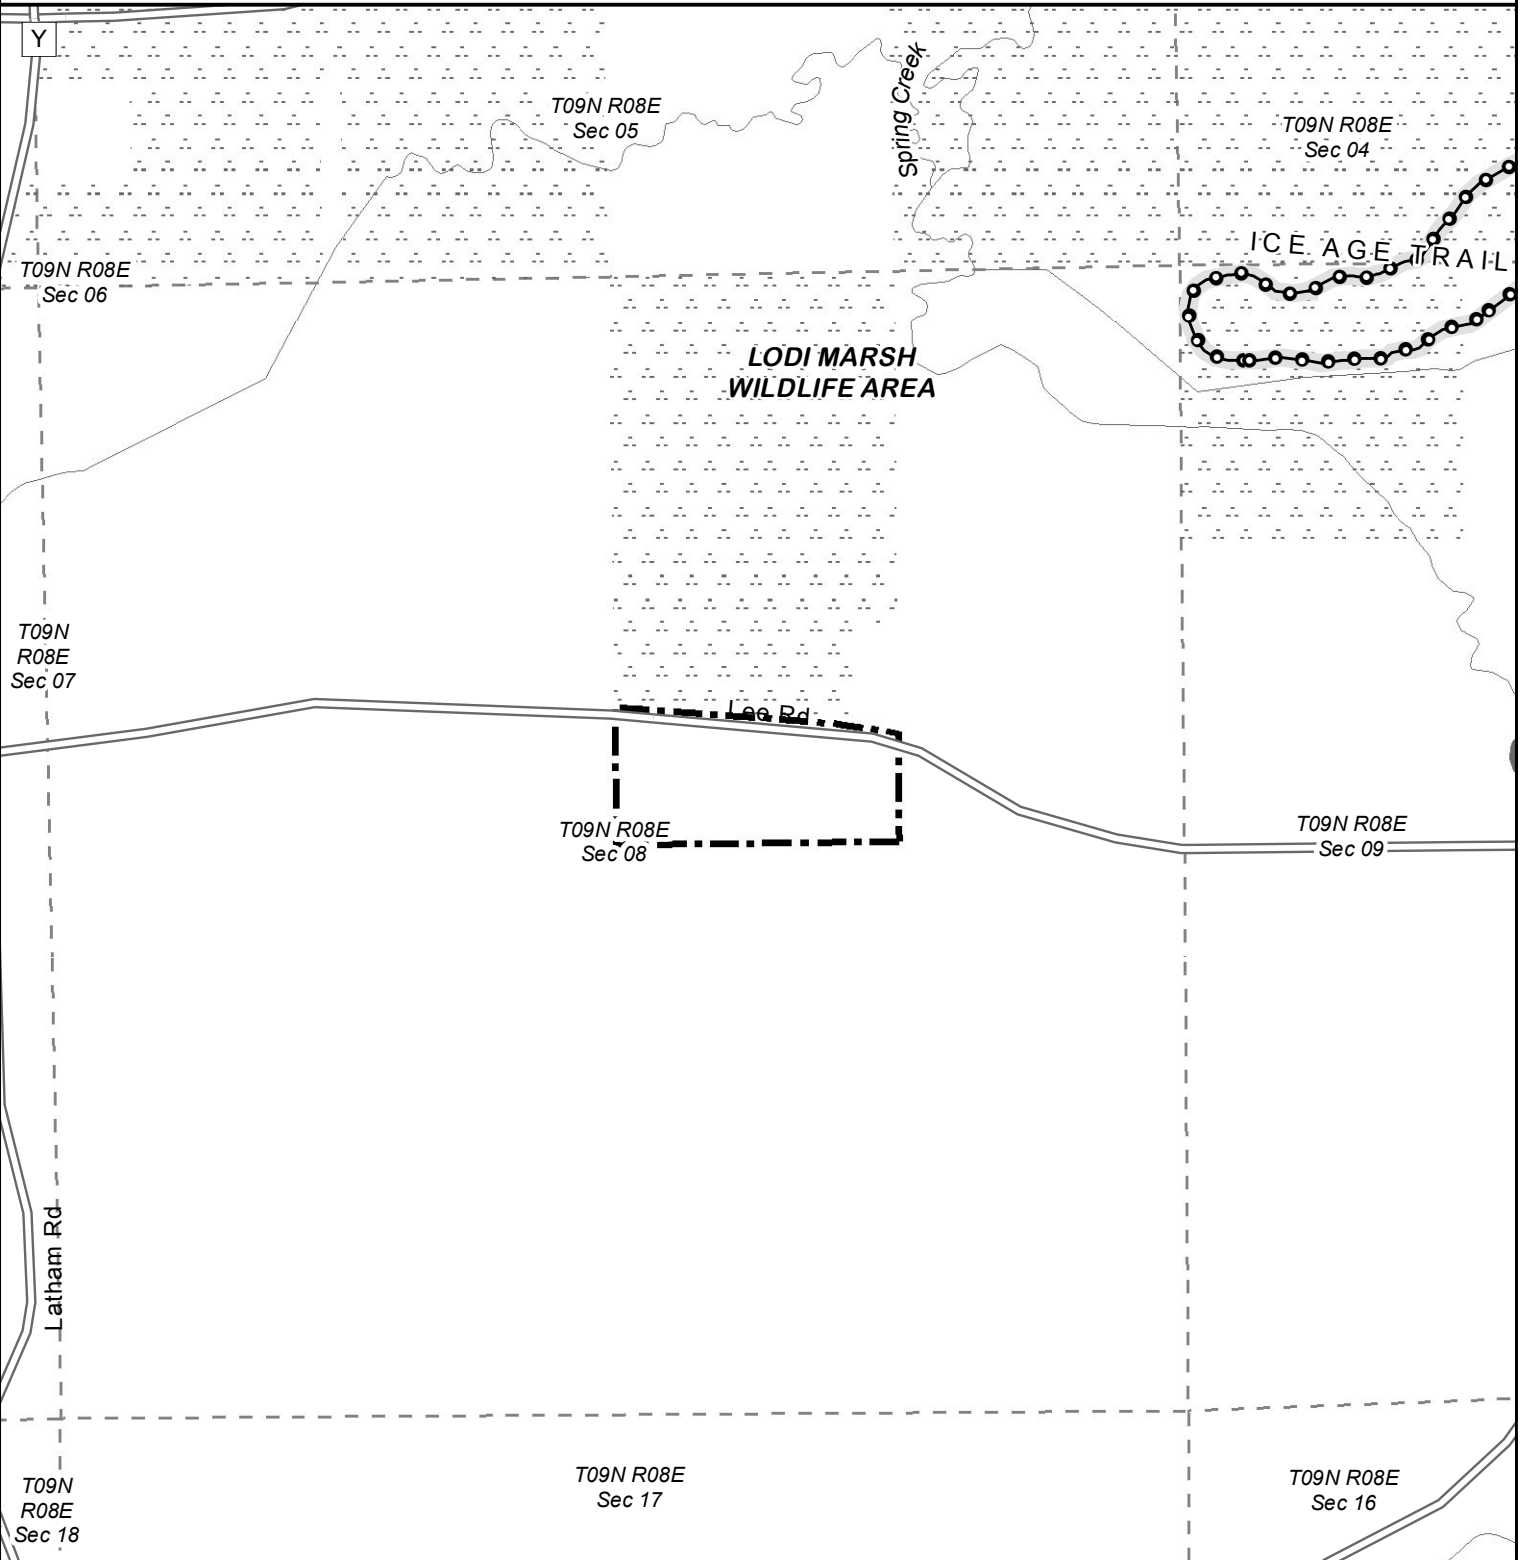 Y
T09N R08E
Sec 05
Spring Creek
T09N R08E
Sec 04
ICE AGE TRAIL
T09N R08E
Sec 06
LODI MARSH
WILDLIFE AREA
T09N
R08E
Sec 07
Lee Rd
T09N R08E
Sec 08
T09N R08E
Sec 09
Latham Rd
T09N
R08E
Sec 18
T09N R08E
Sec 17
T09N R08E
Sec 16